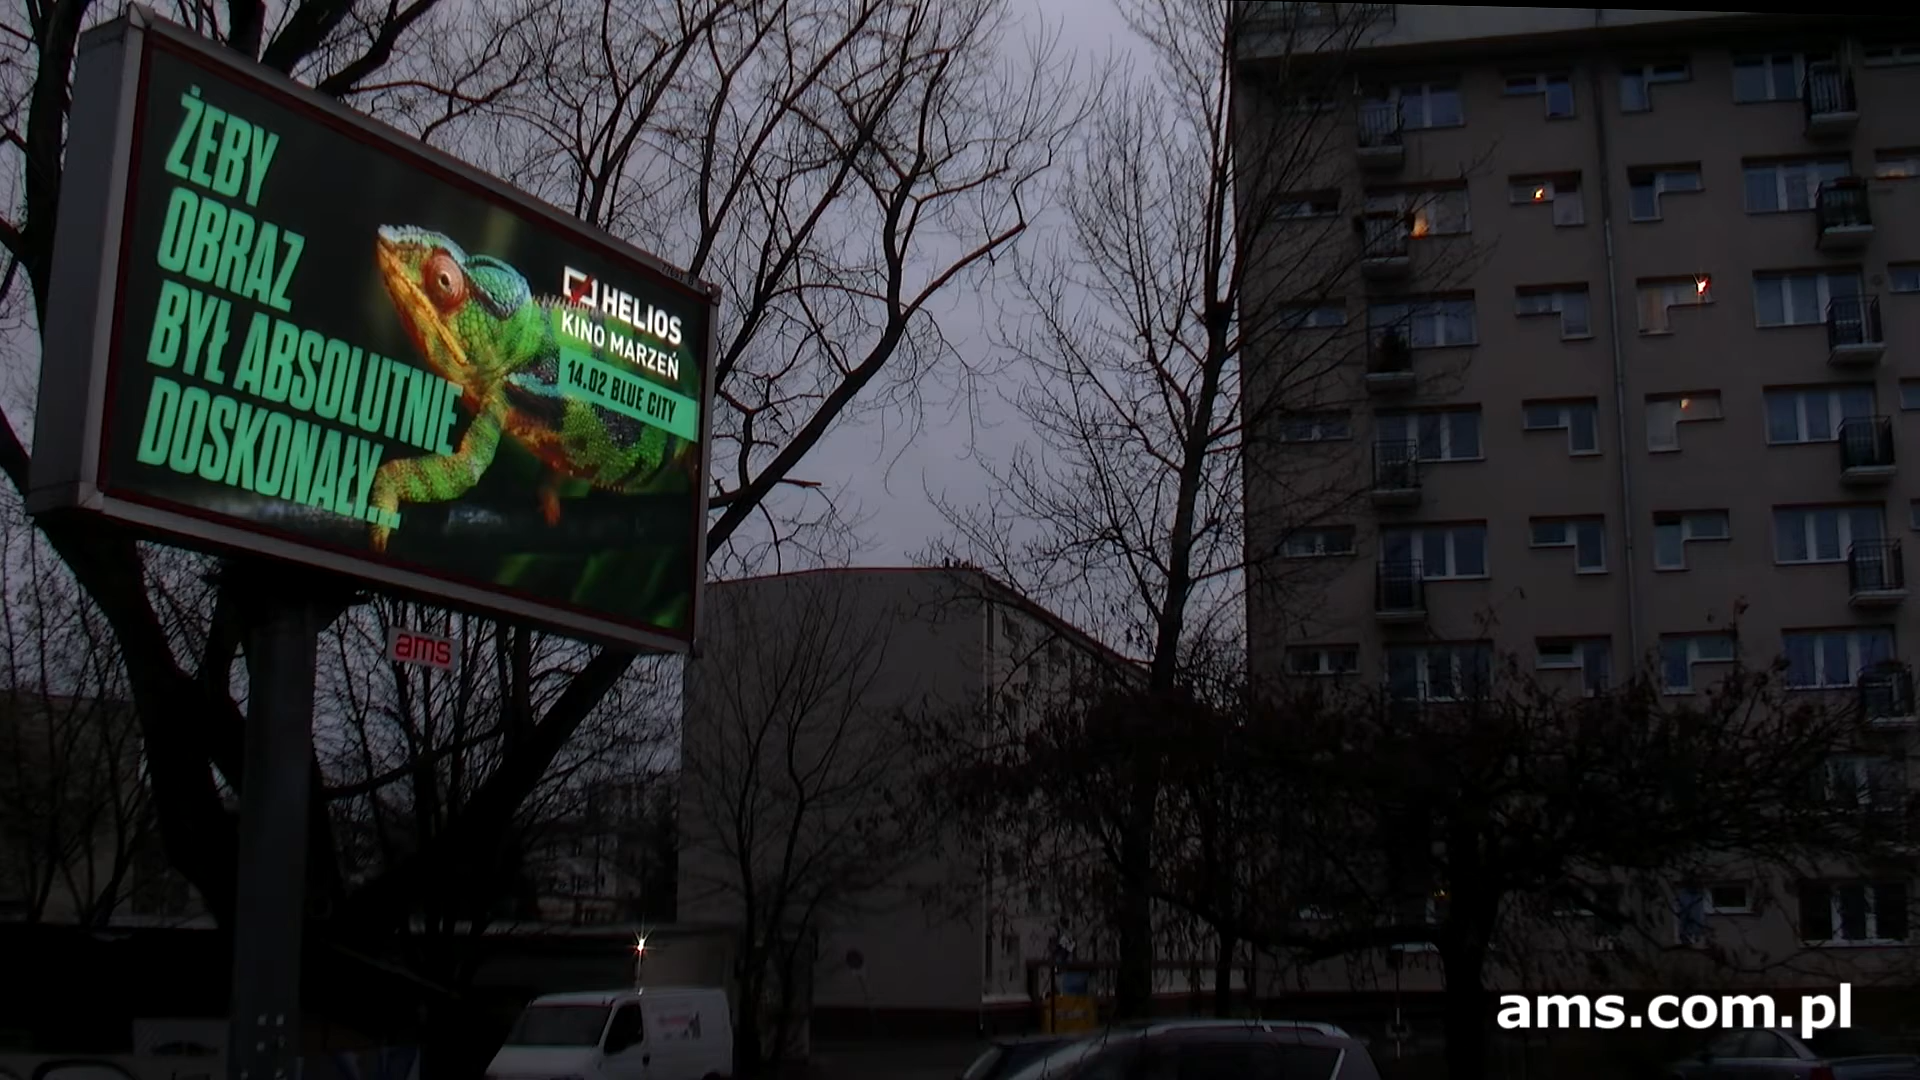 ŻEBY
OBRAZ
BYŁ ABSOLUTNIE
DOSKONAŁY...
HELIOS
KINO MARZEŃ
14.02 BLUE CITY
ams
ams.com.pl